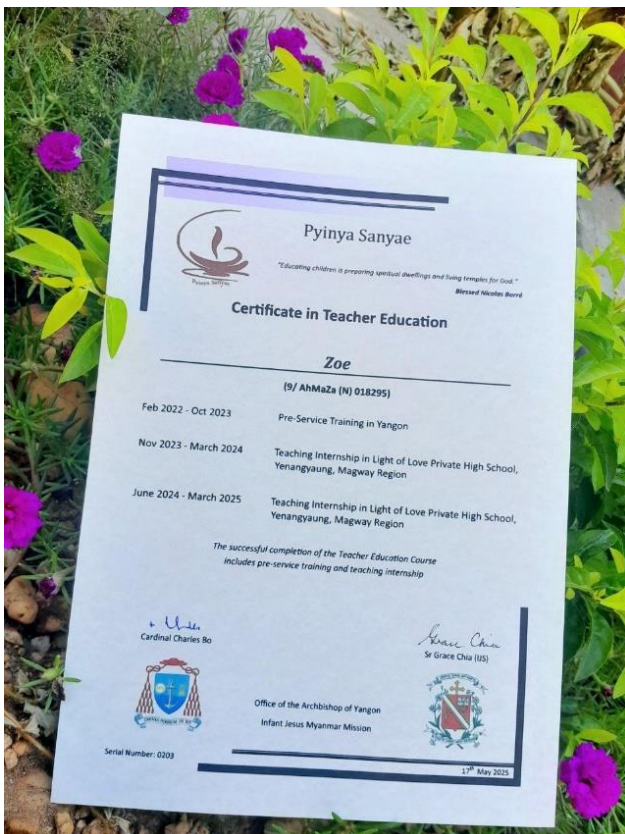 Pyinya Sanyae
Pyinya Sanyae
"Educating children is preparing spiritual dwellings and living temples for God."
Blessed Nicolas Barré
Certificate in Teacher Education
Zoe
(9/ AhMaZa (N) 018295)
Feb 2022 - Oct 2023 Pre-Service Training in Yangon
Nov 2023 - March 2024 Teaching Internship in Light of Love Private High School,
Yenangyaung, Magway Region
June 2024 - March 2025 Teaching Internship in Light of Love Private High School,
Yenangyaung, Magway Region
The successful completion of the Teacher Education Course
includes pre-service training and teaching internship
Grace Chia
Cardinal Charles Bo
Sr Grace Chia (IJS)
Office of the Archbishop of Yangon
Infant Jesus Myanmar Mission
Serial Number: 0203
17th May 2025